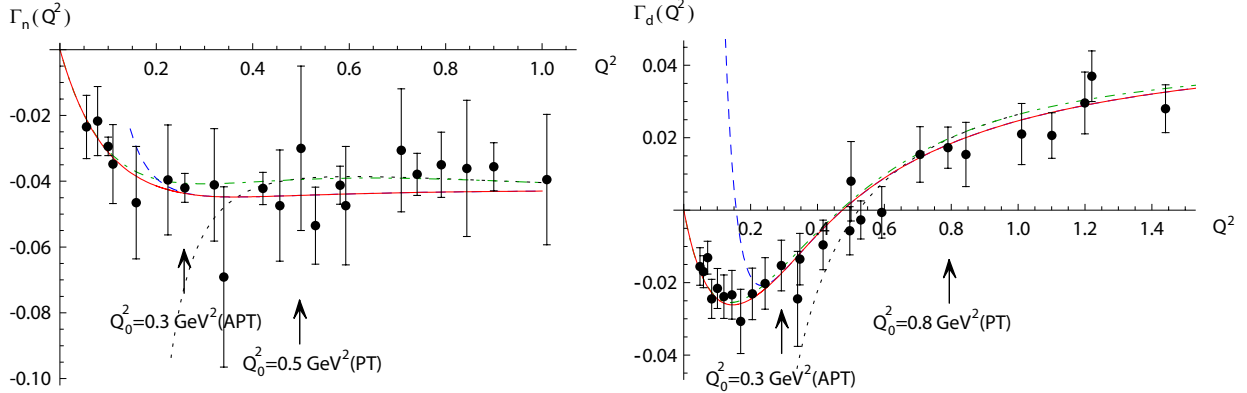 Γₙ(Q²)
0.2 0.4 0.6 0.8 1.0 Q²
-0.02
-0.04
-0.06
-0.08
-0.10
Q₀²=0.3 GeV²(APT)
Q₀²=0.5 GeV²(PT)
Γ_d(Q²)
0.04
0.02
0.2 0.4 0.6 0.8 1.0 1.2 1.4 Q²
-0.02
-0.04
Q₀²=0.8 GeV²(PT)
Q₀²=0.3 GeV²(APT)